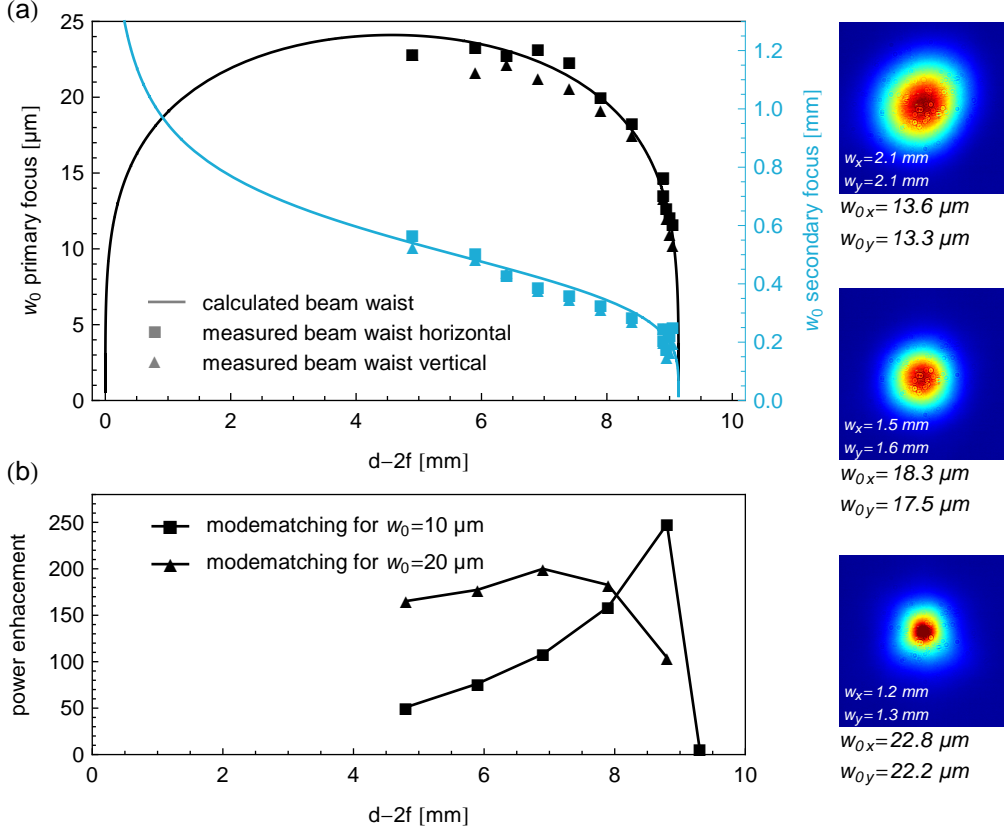 (a)
25
20
15
10
5
0
w0 primary focus [µm]
1.2
1.0
0.8
0.6
0.4
0.2
0.0
w0 secondary focus [mm]
calculated beam waist
measured beam waist horizontal
measured beam waist vertical
0 2 4 6 8 10
d−2f [mm]
(b)
250
200
150
100
50
0
power enhacement
modematching for w0=10 µm
modematching for w0=20 µm
0 2 4 6 8 10
d−2f [mm]
wx=2.1 mm
wy=2.1 mm
w0x=13.6 µm
w0y=13.3 µm
wx=1.5 mm
wy=1.6 mm
w0x=18.3 µm
w0y=17.5 µm
wx=1.2 mm
wy=1.3 mm
w0x=22.8 µm
w0y=22.2 µm